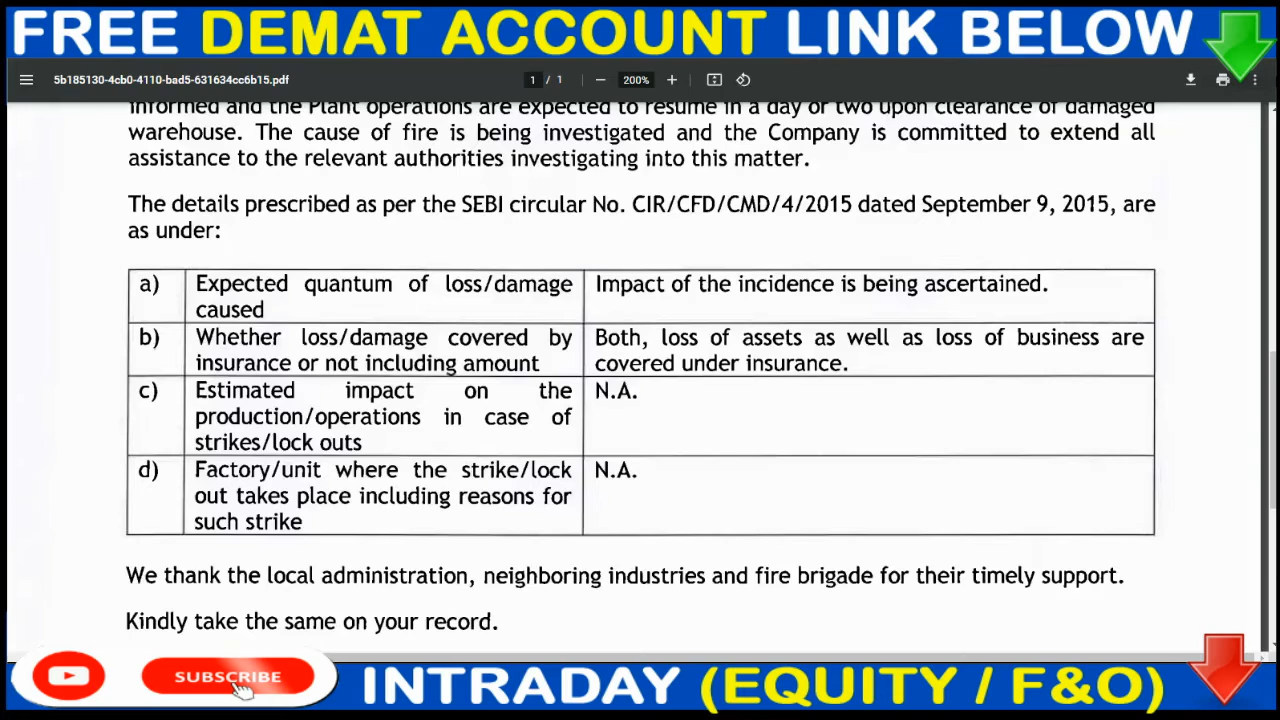 FREE DEMAT ACCOUNT LINK BELOW
5b185130-4cb0-4110-bad5-631634cc6b15.pdf
1 / 1
200%
informed and the Plant operations are expected to resume in a day or two upon clearance of damaged
warehouse. The cause of fire is being investigated and the Company is committed to extend all
assistance to the relevant authorities investigating into this matter.
The details prescribed as per the SEBI circular No. CIR/CFD/CMD/4/2015 dated September 9, 2015, are
as under:
a) Expected quantum of loss/damage Impact of the incidence is being ascertained.
caused
b) Whether loss/damage covered by Both, loss of assets as well as loss of business are
insurance or not including amount covered under insurance.
c) Estimated impact on the N.A.
production/operations in case of
strikes/lock outs
d) Factory/unit where the strike/lock N.A.
out takes place including reasons for
such strike
We thank the local administration, neighboring industries and fire brigade for their timely support.
Kindly take the same on your record.
SUBSCRIBE
INTRADAY (EQUITY / F&O)